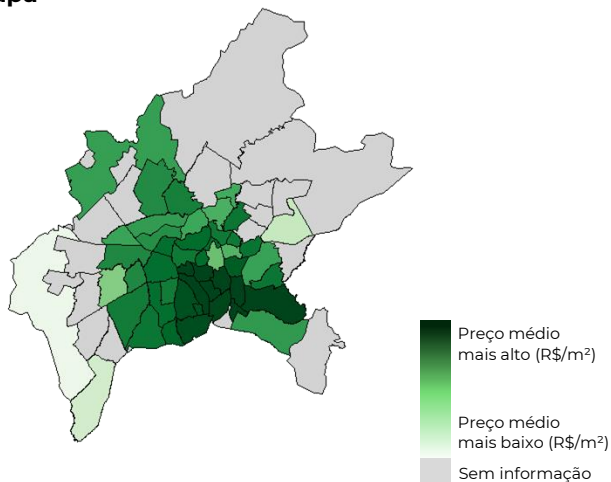 Preço médio
mais alto (R$/m²)
Preço médio
mais baixo (R$/m²)
Sem informação